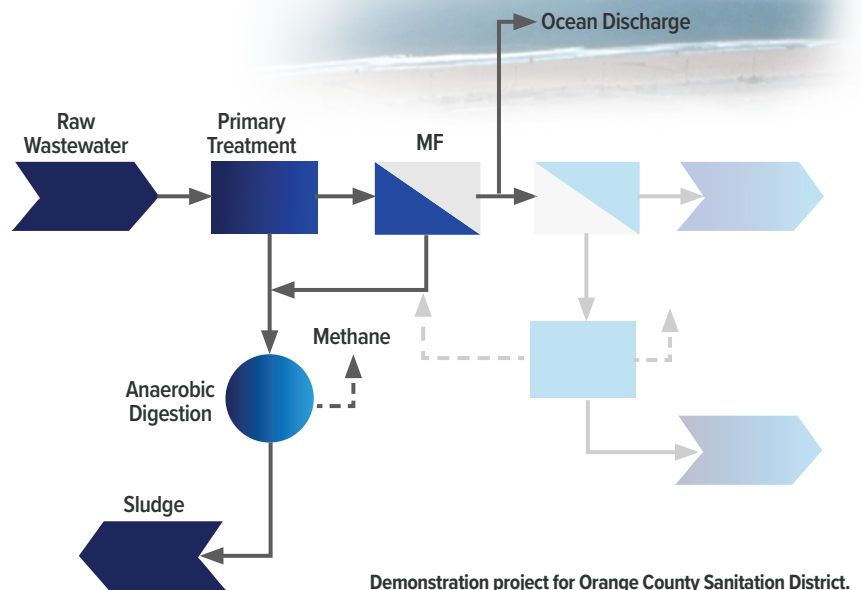 Ocean Discharge
Raw
Wastewater
Primary
Treatment
MF
Methane
Anaerobic
Digestion
Sludge
Demonstration project for Orange County Sanitation District.